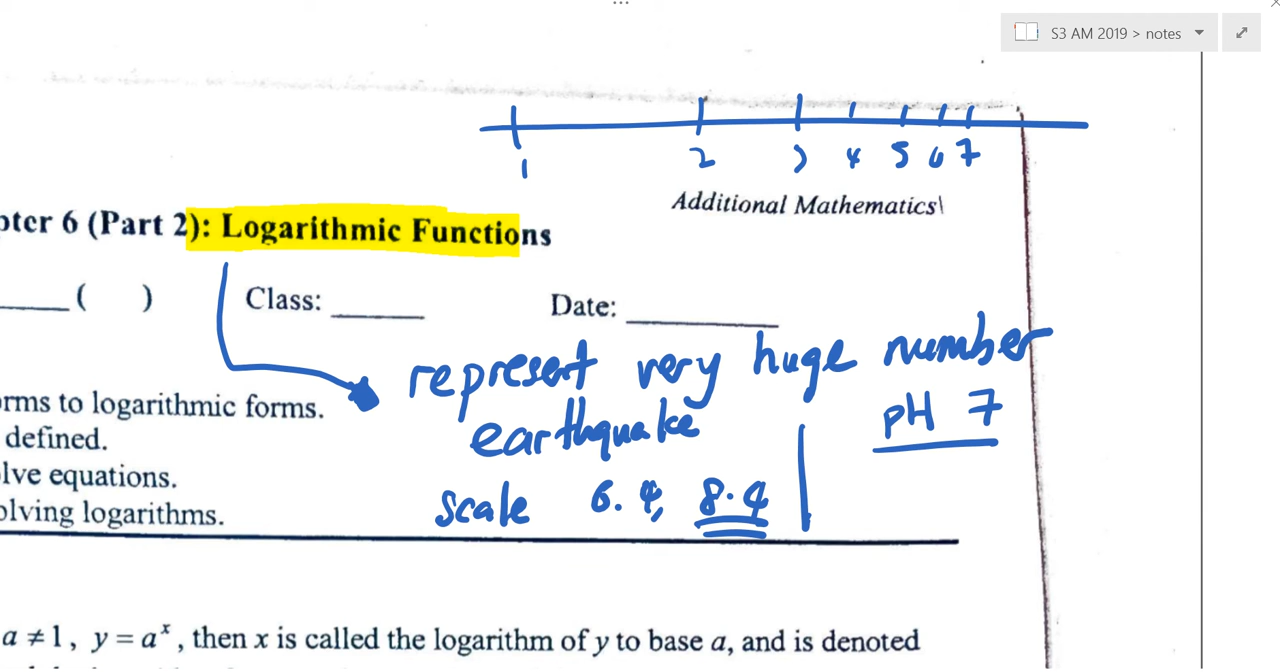 S3 AM 2019 > notes
1 2 3 4 5 6 7
Additional Mathematics\
pter 6 (Part 2): Logarithmic Functions
( ) Class: Date:
represent very huge number
earthquake pH 7
scale 6.4, 8.4
rms to logarithmic forms.
defined.
lve equations.
lving logarithms.
a ≠ 1, y = aˣ, then x is called the logarithm of y to base a, and is denoted